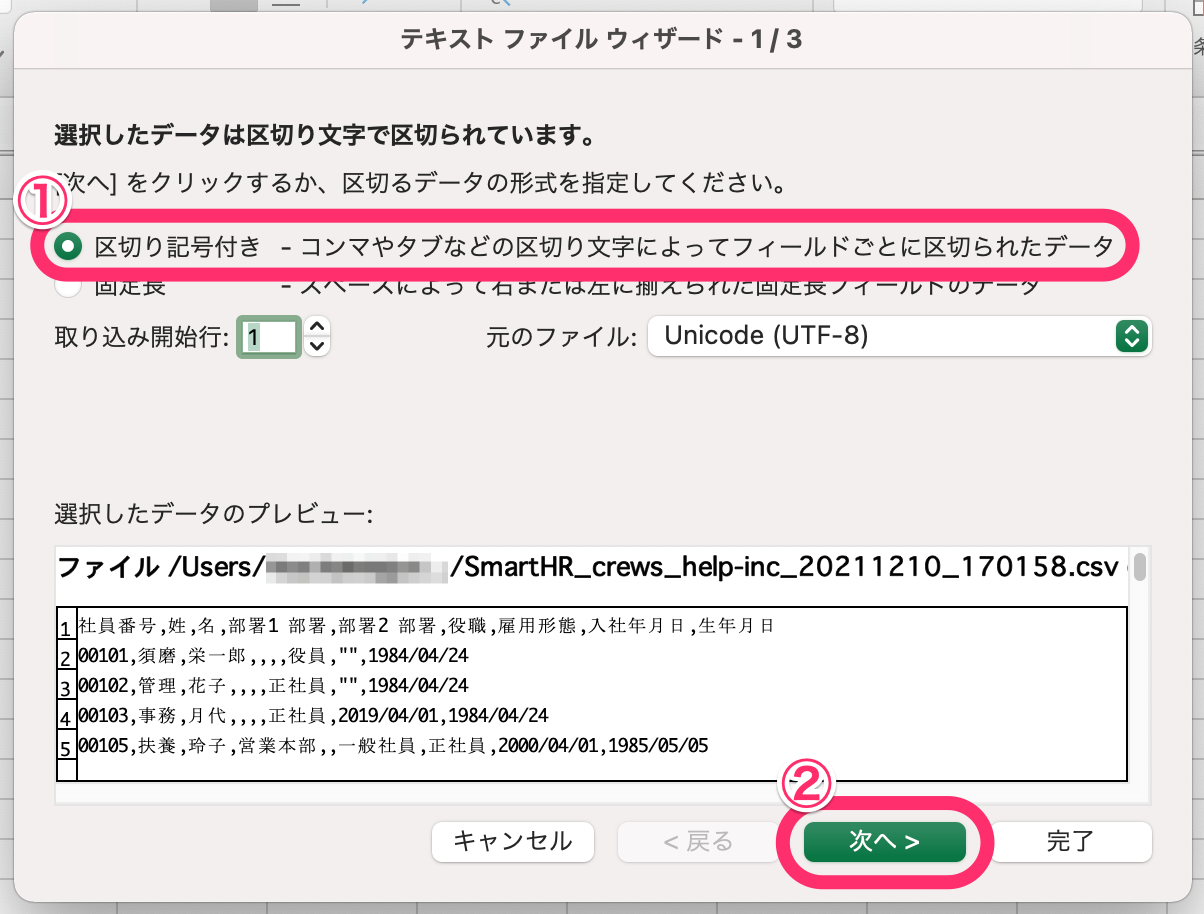 テキスト ファイル ウィザード - 1 / 3
選択したデータは区切り文字で区切られています。
[次へ] をクリックするか、区切るデータの形式を指定してください。
①
区切り記号付き - コンマやタブなどの区切り文字によってフィールドごとに区切られたデータ
固定長 - スペースによって右または左に揃えられた固定長フィールドのデータ
取り込み開始行: 1 元のファイル: Unicode (UTF-8)
選択したデータのプレビュー:
ファイル /Users/ /SmartHR_crews_help-inc_20211210_170158.csv
1 社員番号,姓,名,部署1 部署,部署2 部署,役職,雇用形態,入社年月日,生年月日
2 00101,須磨,栄一郎,,,,役員,"",1984/04/24
3 00102,管理,花子,,,,正社員,"",1984/04/24
4 00103,事務,月代,,,,正社員,2019/04/01,1984/04/24
5 00105,扶養,玲子,営業本部,,一般社員,正社員,2000/04/01,1985/05/05
②
キャンセル < 戻る 次へ > 完了